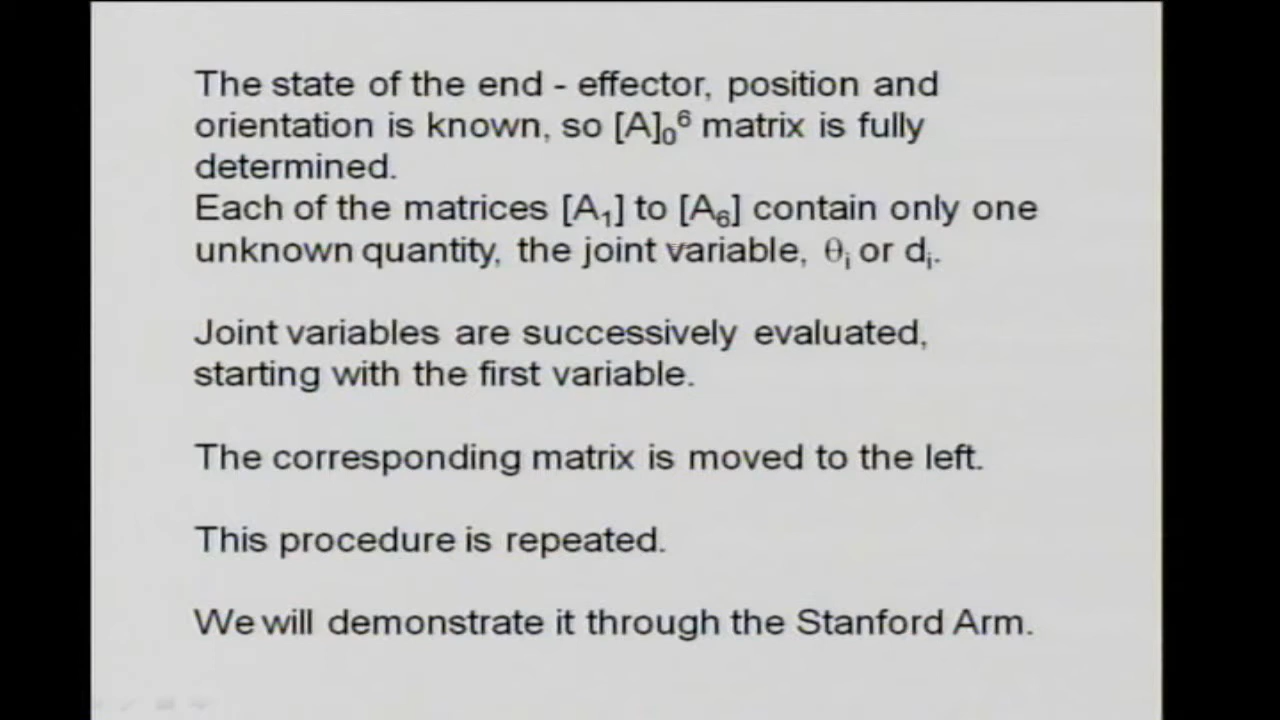 The state of the end - effector, position and
orientation is known, so [A]₀⁶ matrix is fully
determined.
Each of the matrices [A₁] to [A₆] contain only one
unknown quantity, the joint variable, θᵢ or dᵢ.
Joint variables are successively evaluated,
starting with the first variable.
The corresponding matrix is moved to the left.
This procedure is repeated.
We will demonstrate it through the Stanford Arm.